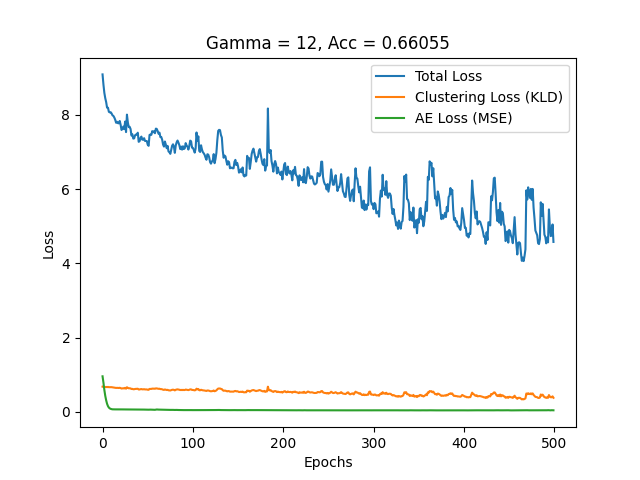 Gamma = 12, Acc = 0.66055
Total Loss
Clustering Loss (KLD)
AE Loss (MSE)
8
6
4
2
0
Loss
0 100 200 300 400 500
Epochs